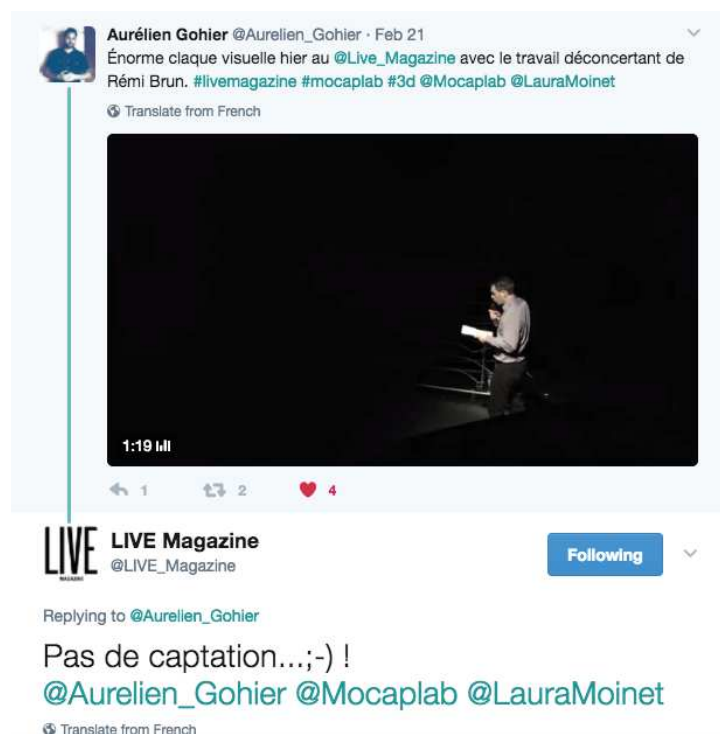 Aurélien Gohier @Aurelien_Gohier · Feb 21
Énorme claque visuelle hier au @Live_Magazine avec le travail déconcertant de
Rémi Brun. #livemagazine #mocaplab #3d @Mocaplab @LauraMoinet
Translate from French
1:19
1 2 4
LIVE
MAGAZINE
LIVE Magazine
@LIVE_Magazine
Following
Replying to @Aurelien_Gohier
Pas de captation...;-) !
@Aurelien_Gohier @Mocaplab @LauraMoinet
Translate from French